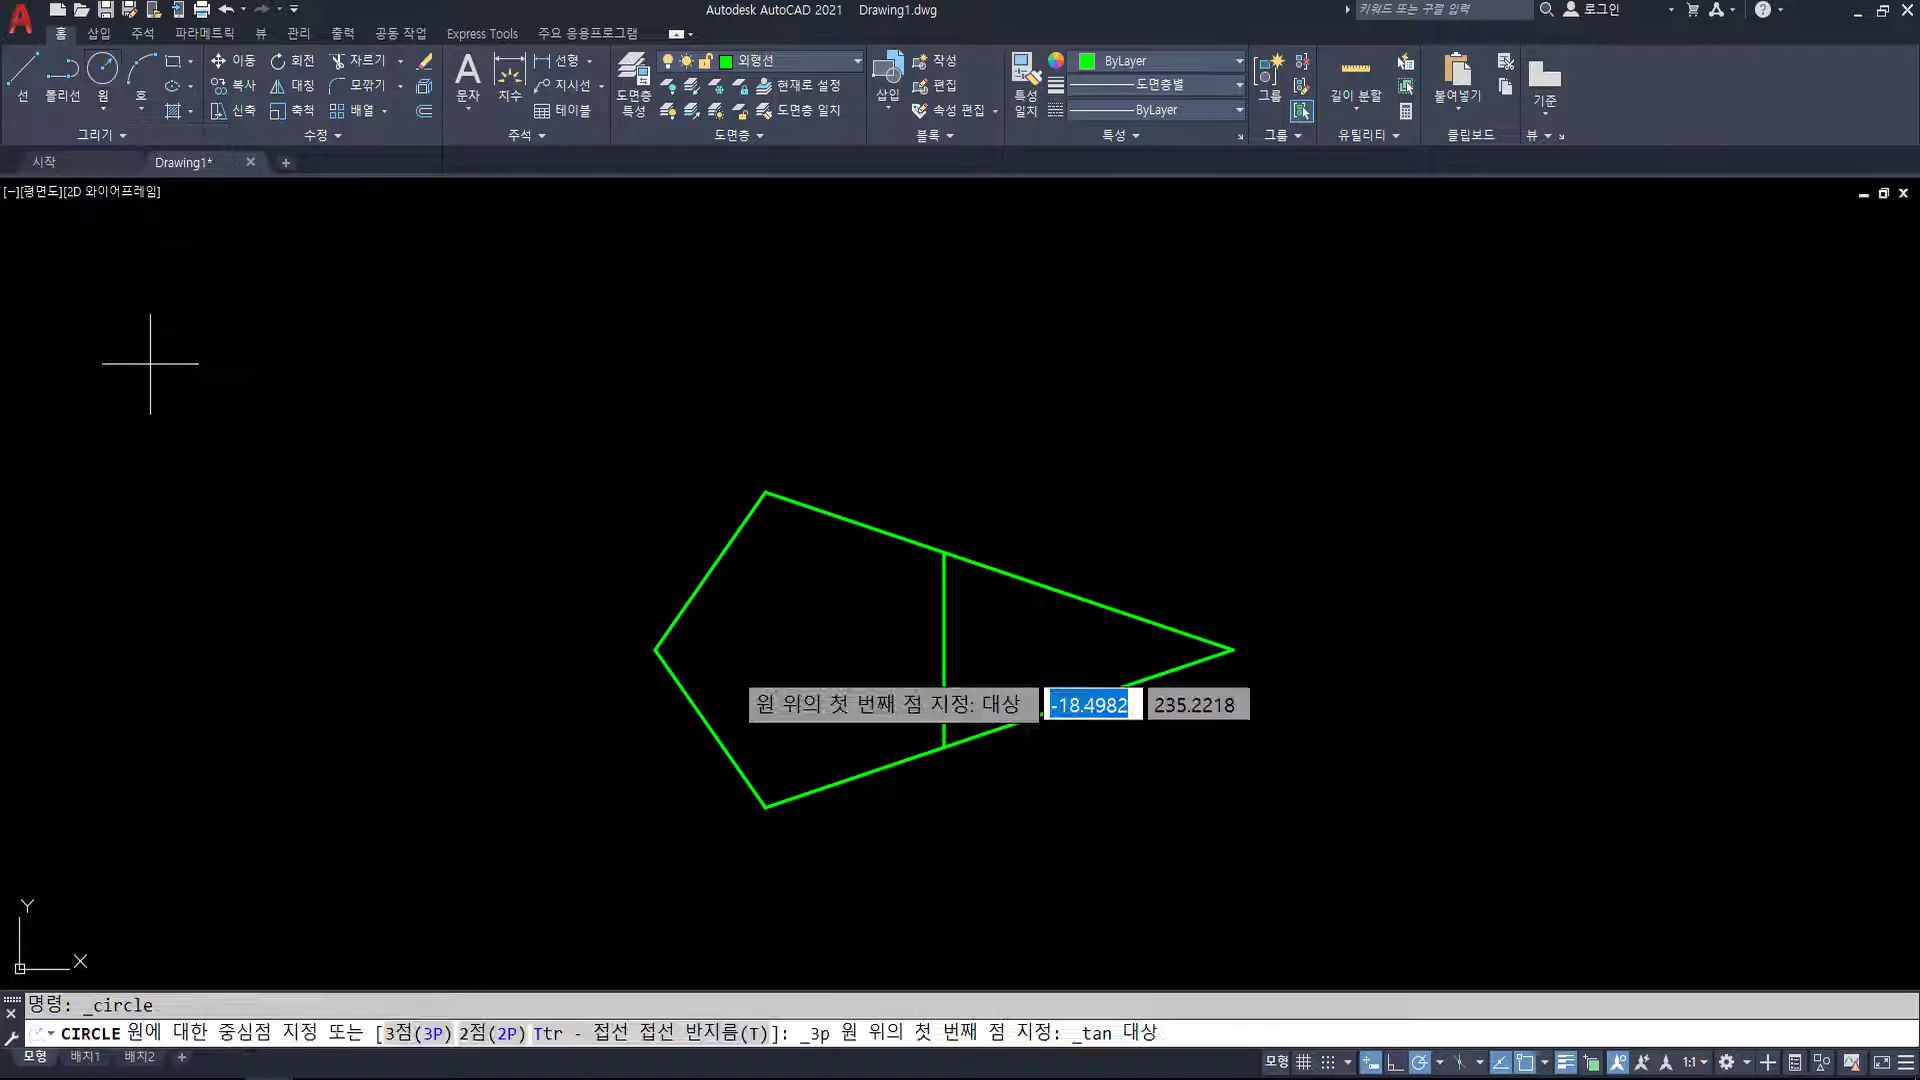 Autodesk AutoCAD 2021 Drawing1.dwg
키워드 또는 구절 입력
로그인
홈 삽입 주석 파라메트릭 뷰 관리 출력 공동 작업 Express Tools 주요 응용프로그램
선 폴리선 원 호
이동 회전 자르기
복사 대칭 모깎기
신축 축척 배열
문자 치수
선형
지시선
테이블
도면층 특성
외형선
현재로 설정
도면층 일치
삽입
작성
편집
속성 편집
특성 일치
ByLayer
도면층별
ByLayer
그룹
길이 분할
붙여넣기
기준
그리기 수정 주석 도면층 블록 특성 그룹 유틸리티 클립보드 뷰
시작 Drawing1*
[−][평면도][2D 와이어프레임]
원 위의 첫 번째 점 지정: 대상 -18.4982 235.2218
Y
X
명령: _circle
CIRCLE 원에 대한 중심점 지정 또는 [3점(3P) 2점(2P) Ttr - 접선 접선 반지름(T)]: _3p 원 위의 첫 번째 점 지정: _tan 대상
모형 배치1 배치2 +
모형 1:1